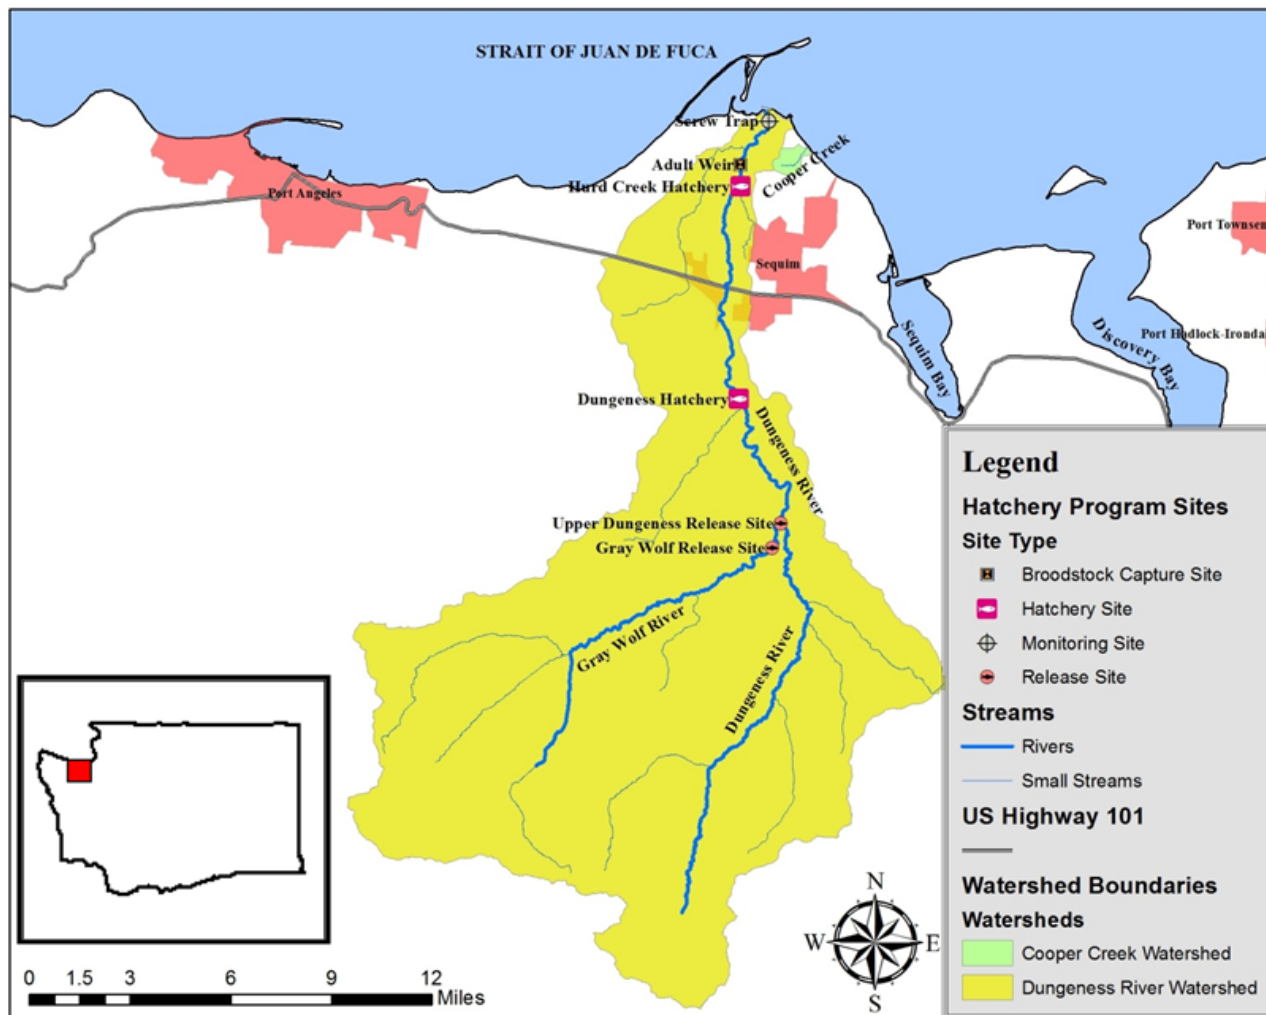 STRAIT OF JUAN DE FUCA
Screw Trap
Adult Weir
Cooper Creek
Hurd Creek Hatchery
Port Angeles
Port Townsen
Sequim
Port Hadlock-Ironda
Sequim Bay
Discovery Bay
Dungeness Hatchery
Dungeness River
Upper Dungeness Release Site
Gray Wolf Release Site
Gray Wolf River
Dungeness River
Legend
Hatchery Program Sites
Site Type
Broodstock Capture Site
Hatchery Site
Monitoring Site
Release Site
Streams
Rivers
Small Streams
US Highway 101
Watershed Boundaries
Watersheds
Cooper Creek Watershed
Dungeness River Watershed
N
W E
S
0 1.5 3 6 9 12
Miles